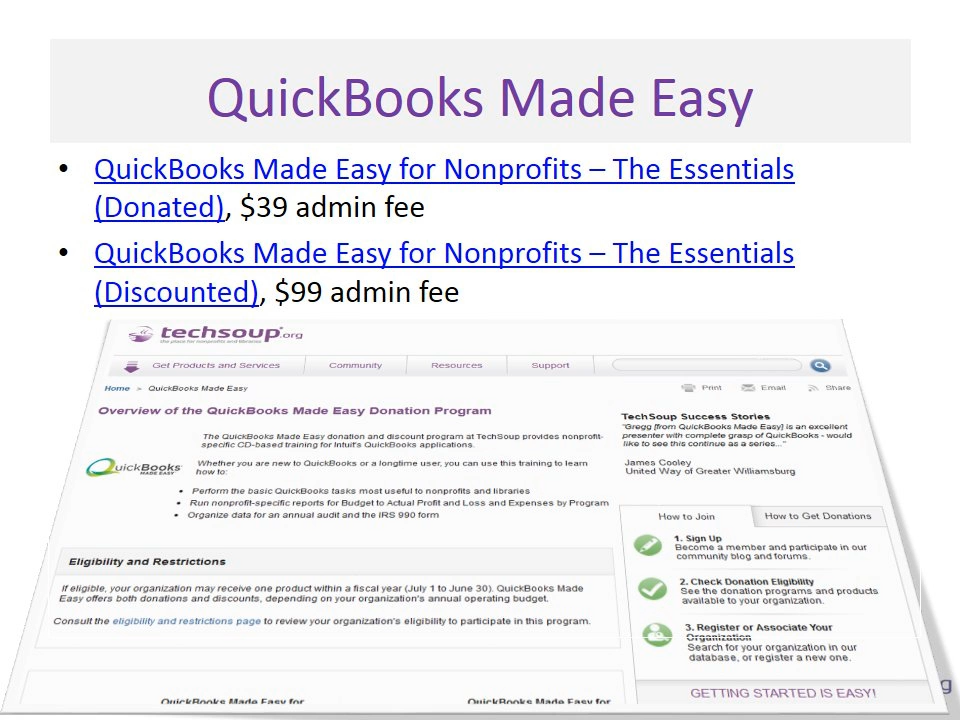 QuickBooks Made Easy
• QuickBooks Made Easy for Nonprofits – The Essentials
(Donated), $39 admin fee
• QuickBooks Made Easy for Nonprofits – The Essentials
(Discounted), $99 admin fee
techsoup.org
the place for nonprofits and libraries
Get Products and Services
Community
Resources
Support
Home > QuickBooks Made Easy
Print
Email
Share
Overview of the QuickBooks Made Easy Donation Program
The QuickBooks Made Easy donation and discount program at TechSoup provides nonprofit-
specific CD-based training for Intuit's QuickBooks applications.
QuickBooks
MADE EASY
Whether you are new to QuickBooks or a longtime user, you can use this training to learn
how to:
• Perform the basic QuickBooks tasks most useful to nonprofits and libraries
• Run nonprofit-specific reports for Budget to Actual Profit and Loss and Expenses by Program
• Organize data for an annual audit and the IRS 990 form
Eligibility and Restrictions
If eligible, your organization may receive one product within a fiscal year (July 1 to June 30). QuickBooks Made
Easy offers both donations and discounts, depending on your organization's annual operating budget.
Consult the eligibility and restrictions page to review your organization's eligibility to participate in this program.
QuickBooks Made Easy for
QuickBooks Made Easy for
TechSoup Success Stories
"Gregg [from QuickBooks Made Easy] is an excellent
presenter with complete grasp of QuickBooks - would
like to see this continue as a series..."
James Cooley
United Way of Greater Williamsburg
How to Join
How to Get Donations
1. Sign Up
Become a member and participate in our
community blog and forums.
2. Check Donation Eligibility
See the donation programs and products
available to your organization.
3. Register or Associate Your
Organization
Search for your organization in our
database, or register a new one.
GETTING STARTED IS EASY!
g